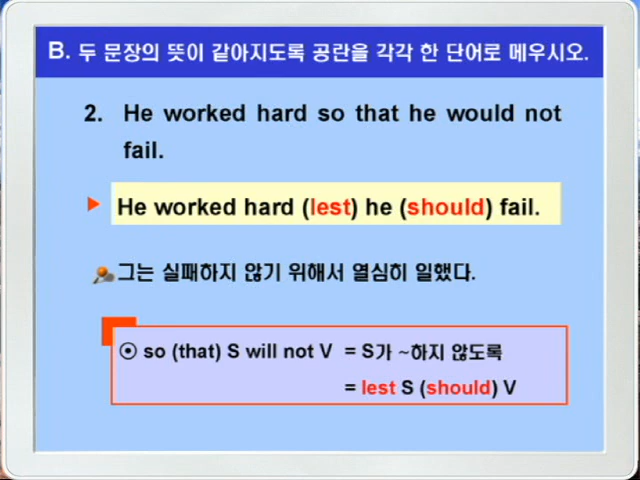 B. 두 문장의 뜻이 같아지도록 공란을 각각 한 단어로 메우시오.
2. He worked hard so that he would not
fail.
He worked hard (lest) he (should) fail.
그는 실패하지 않기 위해서 열심히 일했다.
⊙ so (that) S will not V = S가 ~하지 않도록
= lest S (should) V